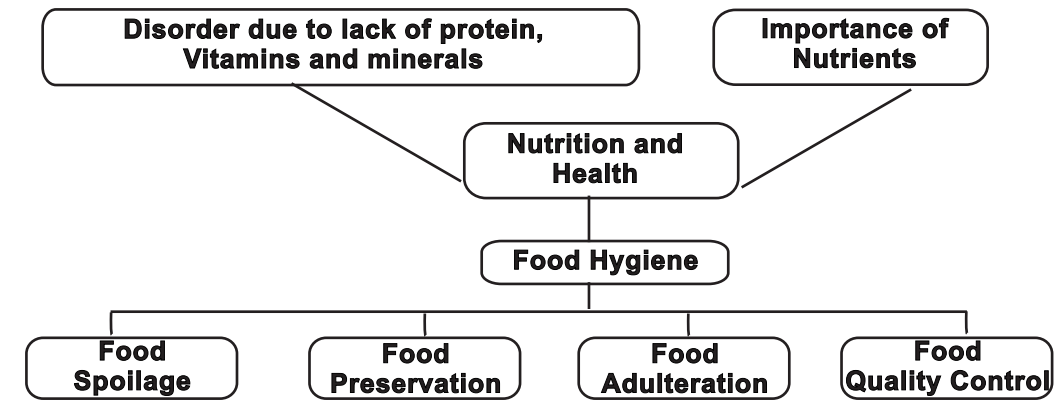 Disorder due to lack of protein,
Vitamins and minerals
Importance of
Nutrients
Nutrition and
Health
Food Hygiene
Food
Spoilage
Food
Preservation
Food
Adulteration
Food
Quality Control